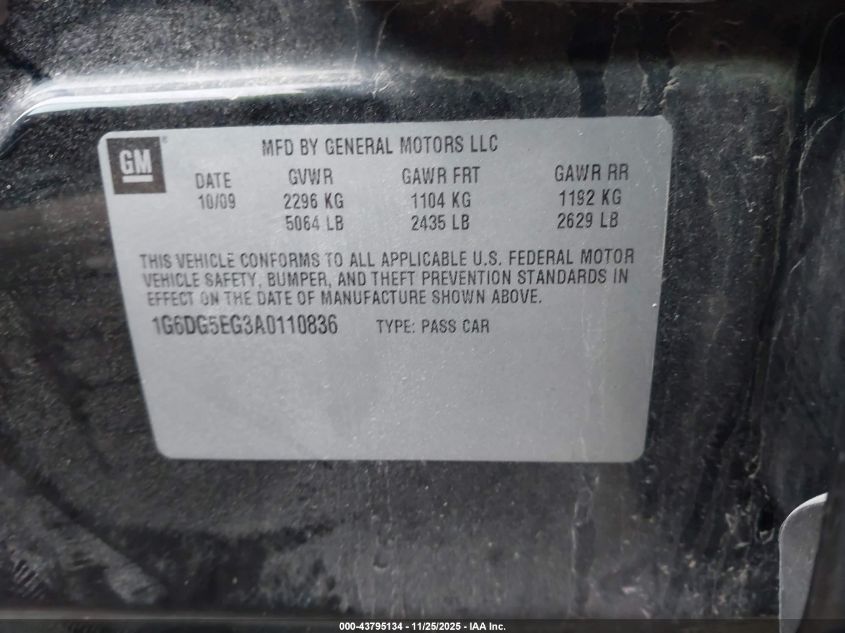 GM
MFD BY GENERAL MOTORS LLC
DATE GVWR GAWR FRT GAWR RR
10/09 2296 KG 1104 KG 1192 KG
5064 LB 2435 LB 2629 LB
THIS VEHICLE CONFORMS TO ALL APPLICABLE U.S. FEDERAL MOTOR
VEHICLE SAFETY, BUMPER, AND THEFT PREVENTION STANDARDS IN
EFFECT ON THE DATE OF MANUFACTURE SHOWN ABOVE.
1G6DG5EG3A0110836 TYPE: PASS CAR
000-43795134 - 11/25/2025 - IAA Inc.